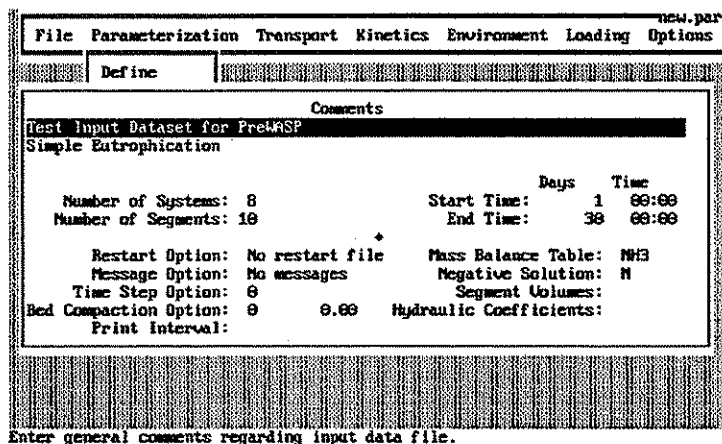 new.par
File Parameterization Transport Kinetics Environment Loading Options
Define
Comments
Test Input Dataset for PreWASP
Simple Eutrophication
Days Time
Number of Systems: 8 Start Time: 1 00:00
Number of Segments: 10 End Time: 30 00:00
Restart Option: No restart file Mass Balance Table: NH3
Message Option: No messages Negative Solution: N
Time Step Option: 0 Segment Volumes:
Bed Compaction Option: 0 0.00 Hydraulic Coefficients:
Print Interval:
Enter general comments regarding input data file.